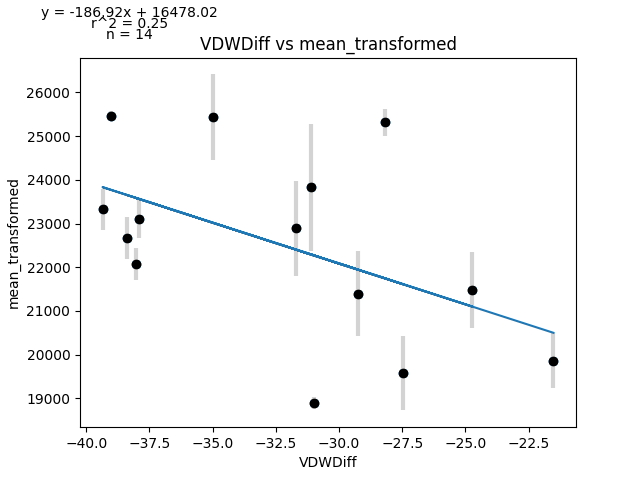 y = -186.92x + 16478.02
r^2 = 0.25
n = 14
VDWDiff vs mean_transformed
26000
25000
24000
23000
22000
21000
20000
19000
mean_transformed
−40.0 −37.5 −35.0 −32.5 −30.0 −27.5 −25.0 −22.5
VDWDiff